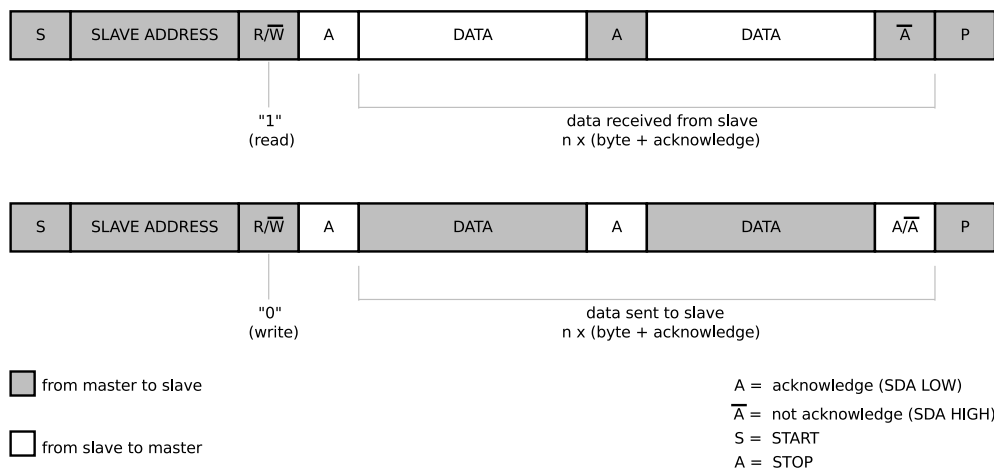 S SLAVE ADDRESS R/W̅ A DATA A DATA A̅ P
"1"
(read)
data received from slave
n x (byte + acknowledge)
S SLAVE ADDRESS R/W̅ A DATA A DATA A/A̅ P
"0"
(write)
data sent to slave
n x (byte + acknowledge)
from master to slave
from slave to master
A = acknowledge (SDA LOW)
A̅ = not acknowledge (SDA HIGH)
S = START
A = STOP